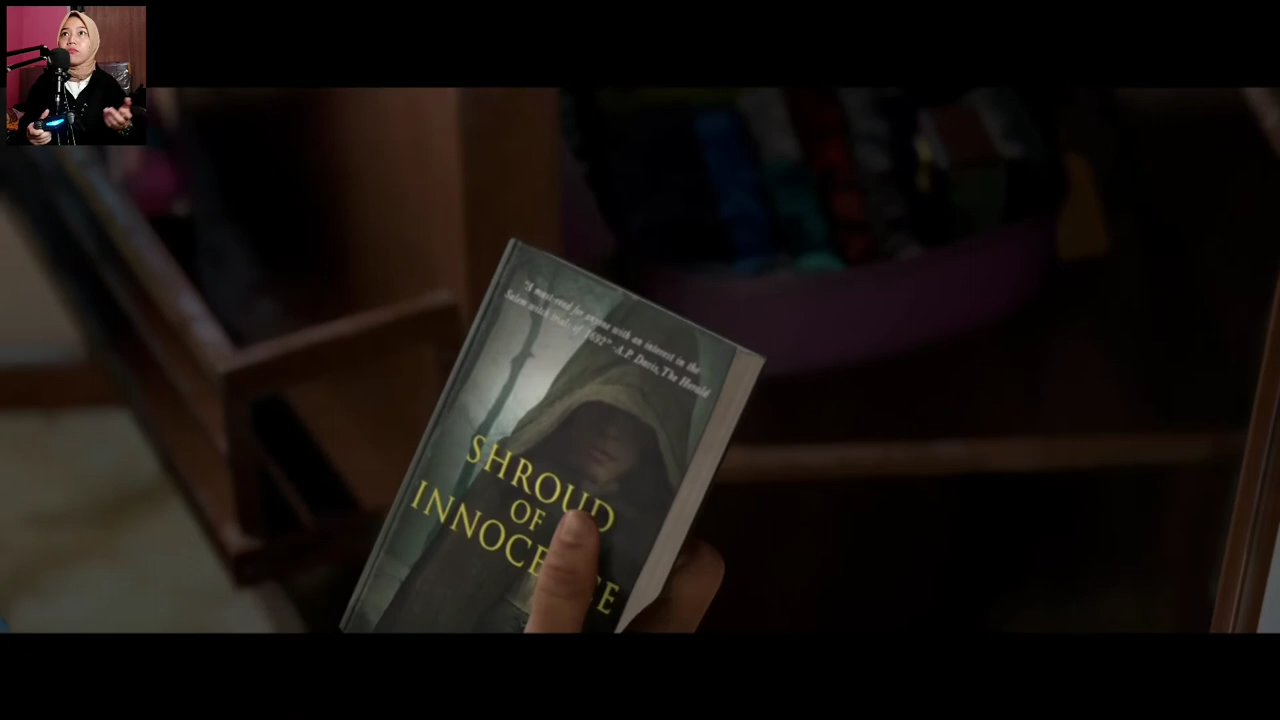 "A must-read for anyone with an interest in the
Salem witch trials of 1692" -A.P. Davis, The Herald
SHROUD
OF
INNOCE CE